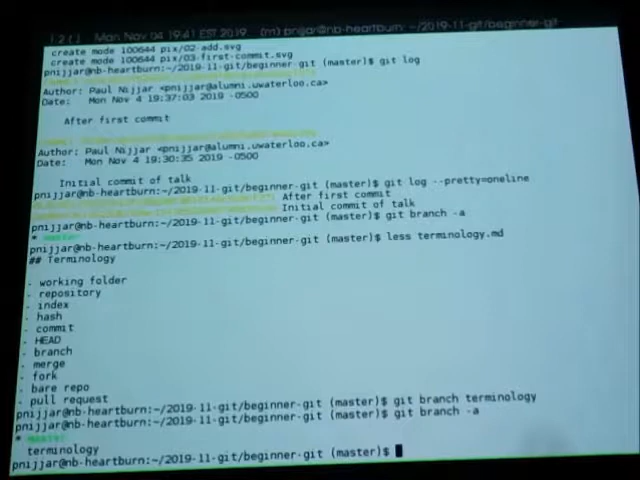 1.2 ( ) Mon Nov 04 19:41 EST 2019 (m) pnijjar@nb-heartburn:~/2019-11-git/beginner-git
create mode 100644 pix/02-add.svg
create mode 100644 pix/03-first-commit.svg
pnijjar@nb-heartburn:~/2019-11-git/beginner-git (master)$ git log
Author: Paul Nijjar <pnijjar@alumni.uwaterloo.ca>
Date: Mon Nov 4 19:37:03 2019 -0500
After first commit
Author: Paul Nijjar <pnijjar@alumni.uwaterloo.ca>
Date: Mon Nov 4 19:30:35 2019 -0500
Initial commit of talk
pnijjar@nb-heartburn:~/2019-11-git/beginner-git (master)$ git log --pretty=oneline
After first commit
Initial commit of talk
pnijjar@nb-heartburn:~/2019-11-git/beginner-git (master)$ git branch -a
* master
pnijjar@nb-heartburn:~/2019-11-git/beginner-git (master)$ less terminology.md
## Terminology
- working folder
- repository
- index
- hash
- commit
- HEAD
- branch
- merge
- fork
- bare repo
- pull request
pnijjar@nb-heartburn:~/2019-11-git/beginner-git (master)$ git branch terminology
pnijjar@nb-heartburn:~/2019-11-git/beginner-git (master)$ git branch -a
* master
terminology
pnijjar@nb-heartburn:~/2019-11-git/beginner-git (master)$